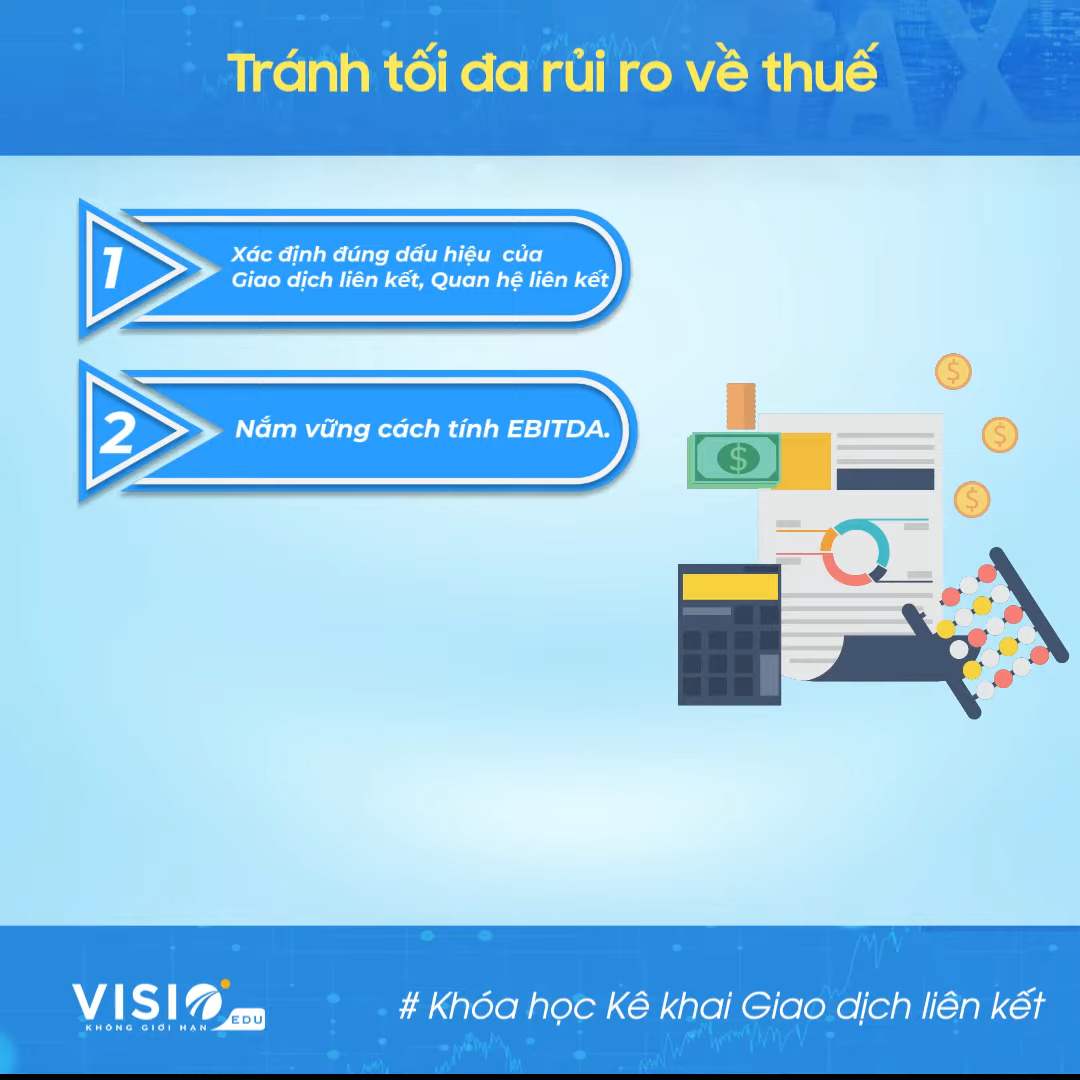 Tránh tối đa rủi ro về thuế
TAX
1
Xác định đúng dấu hiệu của
Giao dịch liên kết, Quan hệ liên kết
2
Nắm vững cách tính EBITDA.
$
$
$
$
VISIO
EDU
KHÔNG GIỚI HẠN
# Khóa học Kê khai Giao dịch liên kết